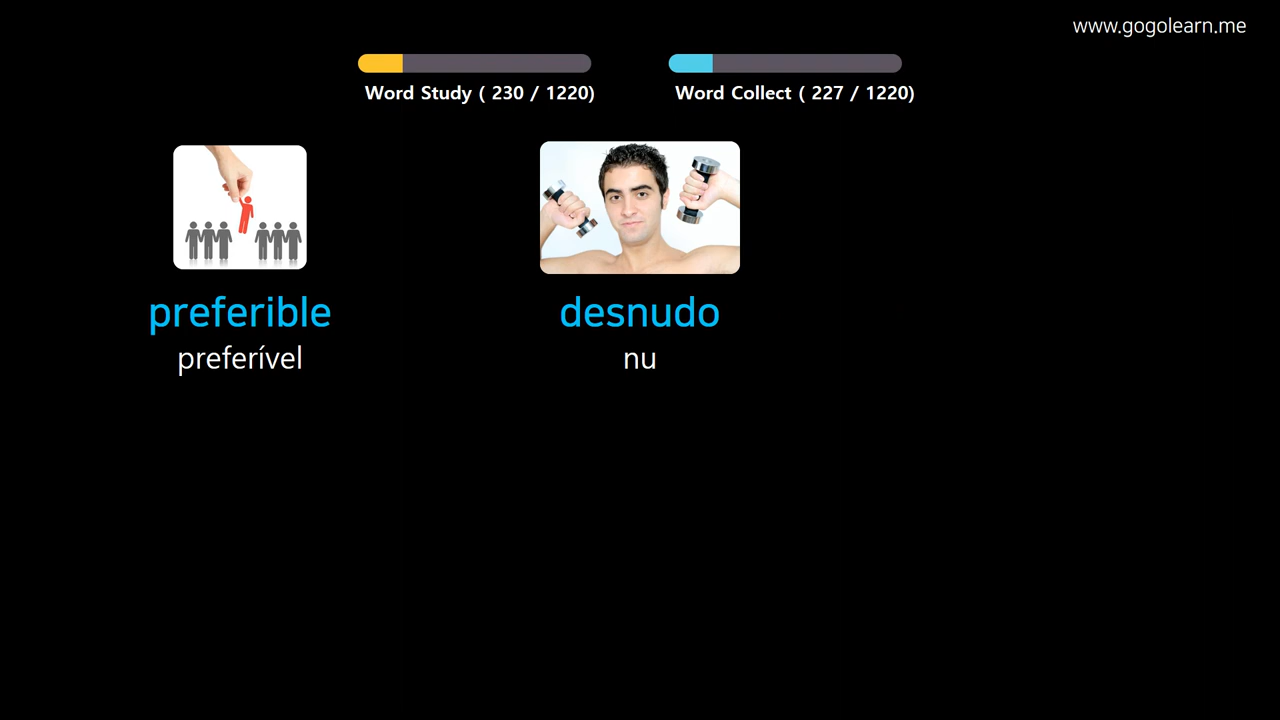 www.gogolearn.me
Word Study ( 230 / 1220)
Word Collect ( 227 / 1220)
preferible
preferível
desnudo
nu